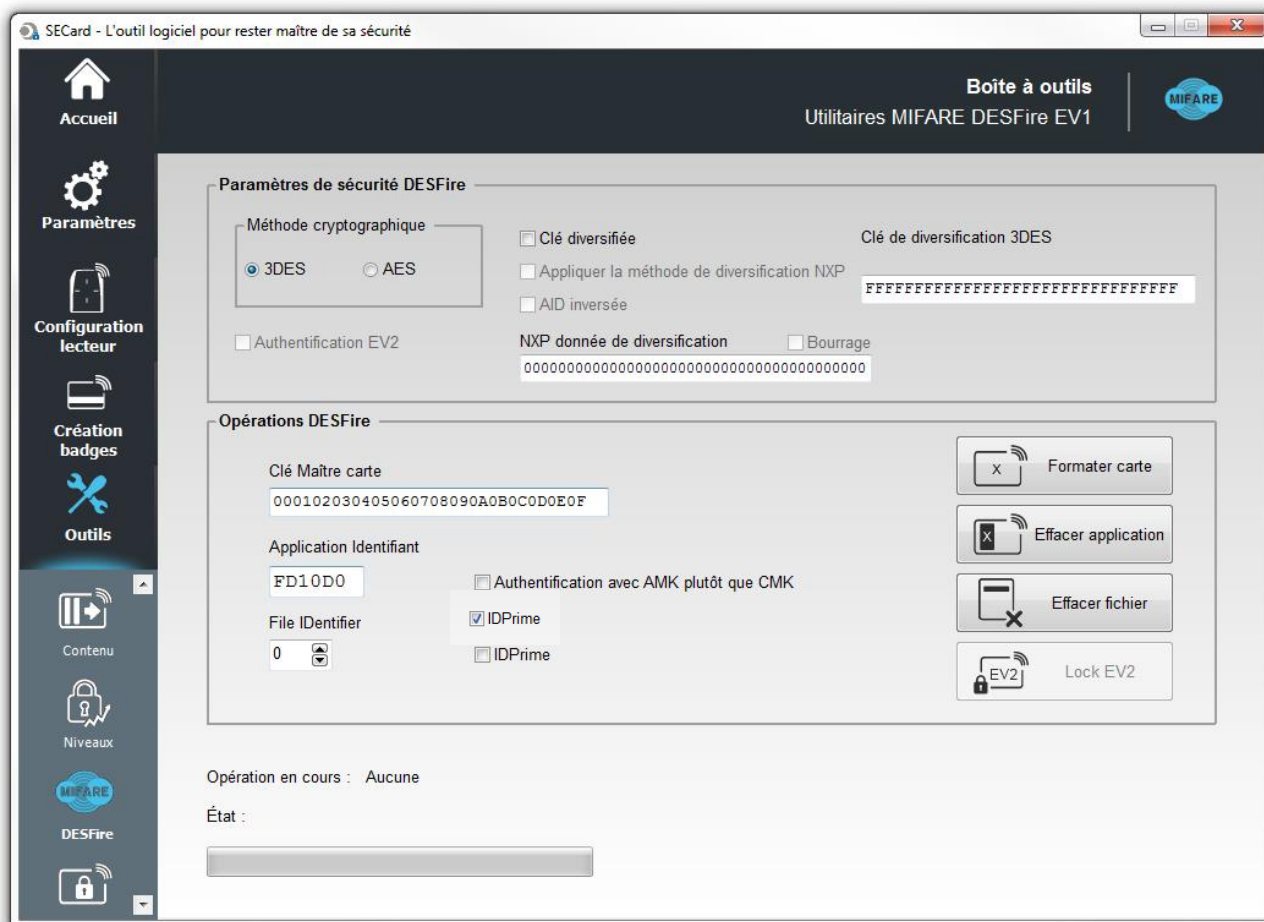 SECard - L'outil logiciel pour rester maître de sa sécurité
Accueil
Boîte à outils
Utilitaires MIFARE DESFire EV1
MIFARE
Paramètres
Configuration
lecteur
Création
badges
Outils
Contenu
Niveaux
MIFARE
DESFire
Paramètres de sécurité DESFire
Méthode cryptographique
3DES
AES
Clé diversifiée
Appliquer la méthode de diversification NXP
AID inversée
Clé de diversification 3DES
FFFFFFFFFFFFFFFFFFFFFFFFFFFFFFFF
Authentification EV2
NXP donnée de diversification
Bourrage
0000000000000000000000000000000000000000
Opérations DESFire
Clé Maître carte
000102030405060708090A0B0C0D0E0F
Application Identifiant
FD10D0
Authentification avec AMK plutôt que CMK
File IDentifier
IDPrime
0
IDPrime
X
Formater carte
X
Effacer application
Effacer fichier
EV2
Lock EV2
Opération en cours : Aucune
État :